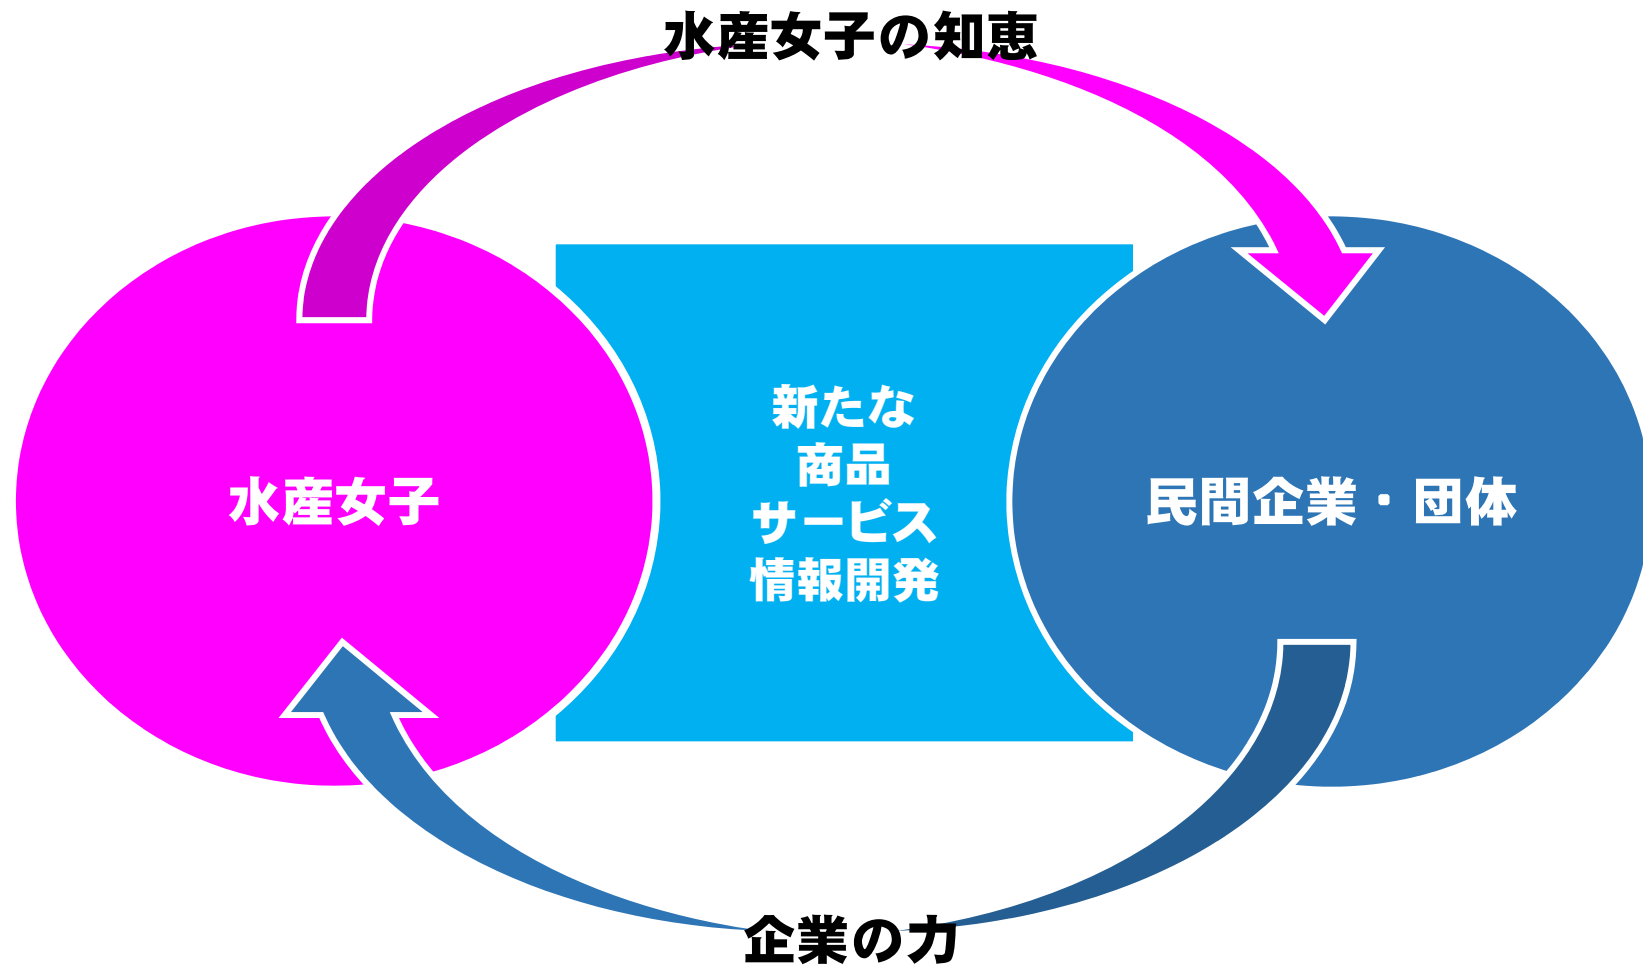 水産女子の知恵
水産女子
新たな
商品
サービス
情報開発
民間企業・団体
企業の力